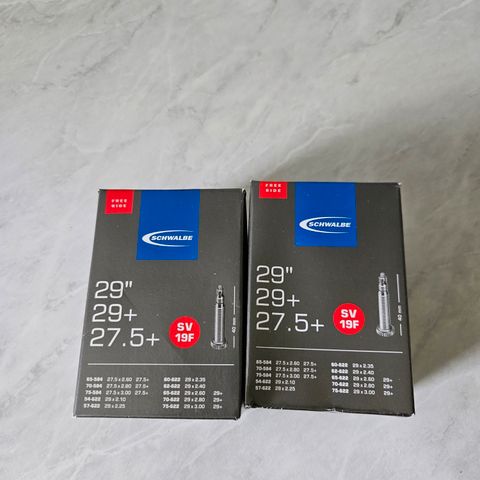 FREE
RIDE
SCHWALBE
29"
29+
27.5+
SV
19F
40 mm
65-584 27.5 x 2.60 27.5+
70-584 27.5 x 2.80 27.5+
75-584 27.5 x 3.00 27.5+
54-622 29 x 2.10
57-622 29 x 2.25
60-622 29 x 2.35
62-622 29 x 2.40
65-622 29 x 2.60 29+
70-622 29 x 2.80 29+
75-622 29 x 3.00 29+
FREE
RIDE
SCHWALBE
29"
29+
27.5+
SV
19F
40 mm
65-584 27.5 x 2.60 27.5+
70-584 27.5 x 2.80 27.5+
75-584 27.5 x 3.00 27.5+
54-622 29 x 2.10
57-622 29 x 2.25
60-622 29 x 2.35
62-622 29 x 2.40
65-622 29 x 2.60 29+
70-622 29 x 2.80 29+
75-622 29 x 3.00 29+